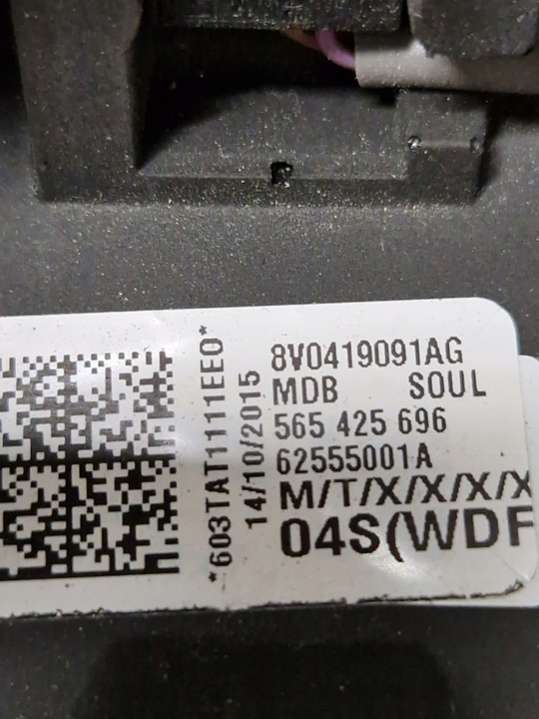 *603TAT1111EE0*
14/10/2015
8V0419091AG
MDB SOUL
565 425 696
62555001A
M/T/X/X/X/X
04S(WDF